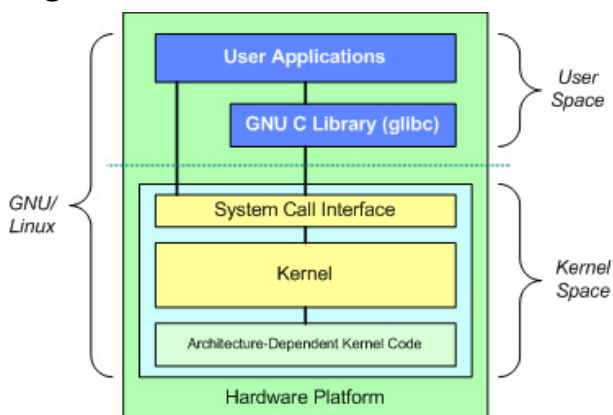 User Applications
User
Space
GNU C Library (glibc)
GNU/
Linux
System Call Interface
Kernel
Kernel
Space
Architecture-Dependent Kernel Code
Hardware Platform